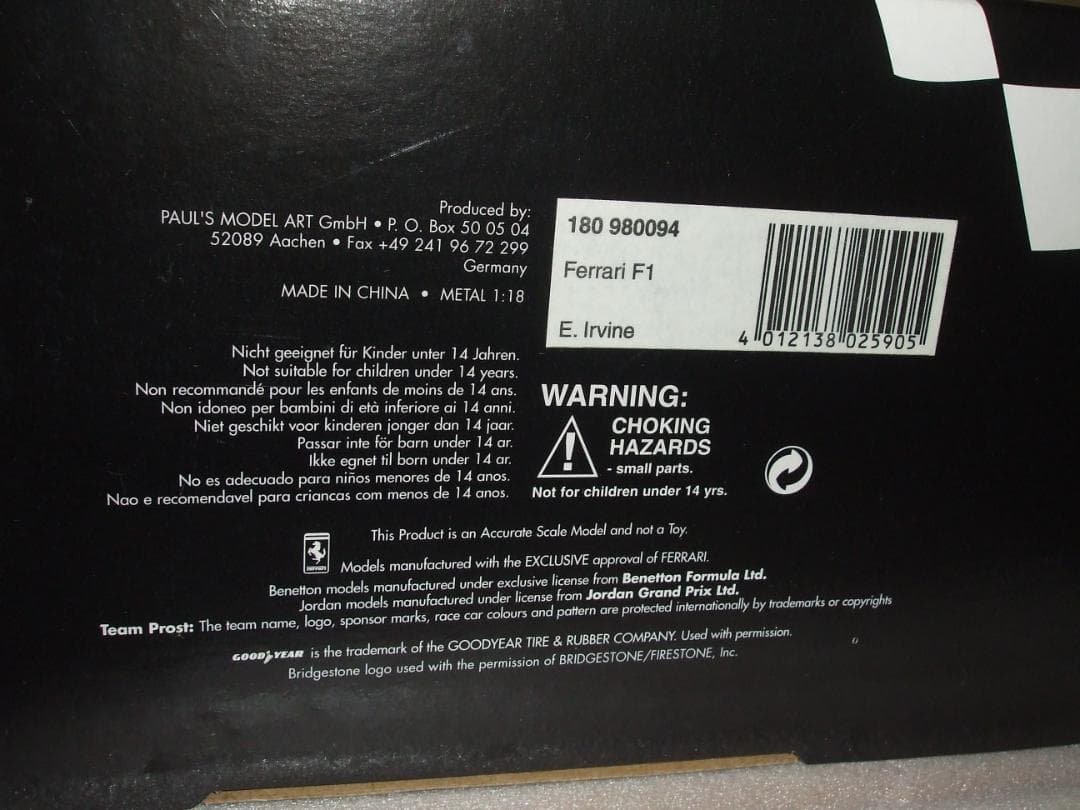 Produced by:
PAUL'S MODEL ART GmbH • P. O. Box 50 05 04
52089 Aachen • Fax +49 241 96 72 299
Germany
MADE IN CHINA • METAL 1:18
180 980094
Ferrari F1
E. Irvine
4 012138 025905
Nicht geeignet für Kinder unter 14 Jahren.
Not suitable for children under 14 years.
Non recommandé pour les enfants de moins de 14 ans.
Non idoneo per bambini di età inferiore ai 14 anni.
Niet geschikt voor kinderen jonger dan 14 jaar.
Passar inte för barn under 14 ar.
Ikke egnet til born under 14 ar.
No es adecuado para niños menores de 14 anos.
Nao e recomendavel para criancas com menos de 14 anos.
WARNING:
CHOKING
HAZARDS
- small parts.
Not for children under 14 yrs.
This Product is an Accurate Scale Model and not a Toy.
Models manufactured with the EXCLUSIVE approval of FERRARI.
Benetton models manufactured under exclusive license from Benetton Formula Ltd.
Jordan models manufactured under license from Jordan Grand Prix Ltd.
Team Prost: The team name, logo, sponsor marks, race car colours and pattern are protected internationally by trademarks or copyrights
GOODYEAR is the trademark of the GOODYEAR TIRE & RUBBER COMPANY. Used with permission.
Bridgestone logo used with the permission of BRIDGESTONE/FIRESTONE, Inc.